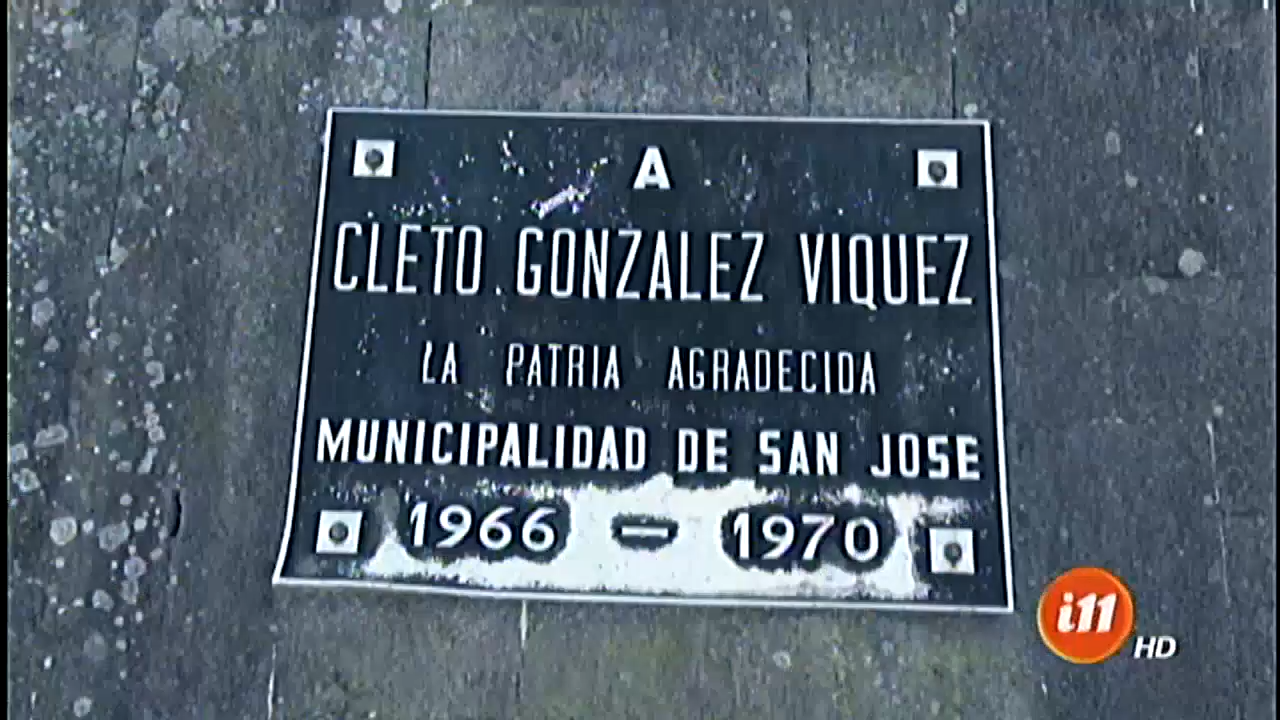 A
CLETO GONZALEZ VIQUEZ
LA PATRIA AGRADECIDA
MUNICIPALIDAD DE SAN JOSE
1966 - 1970
i11
HD